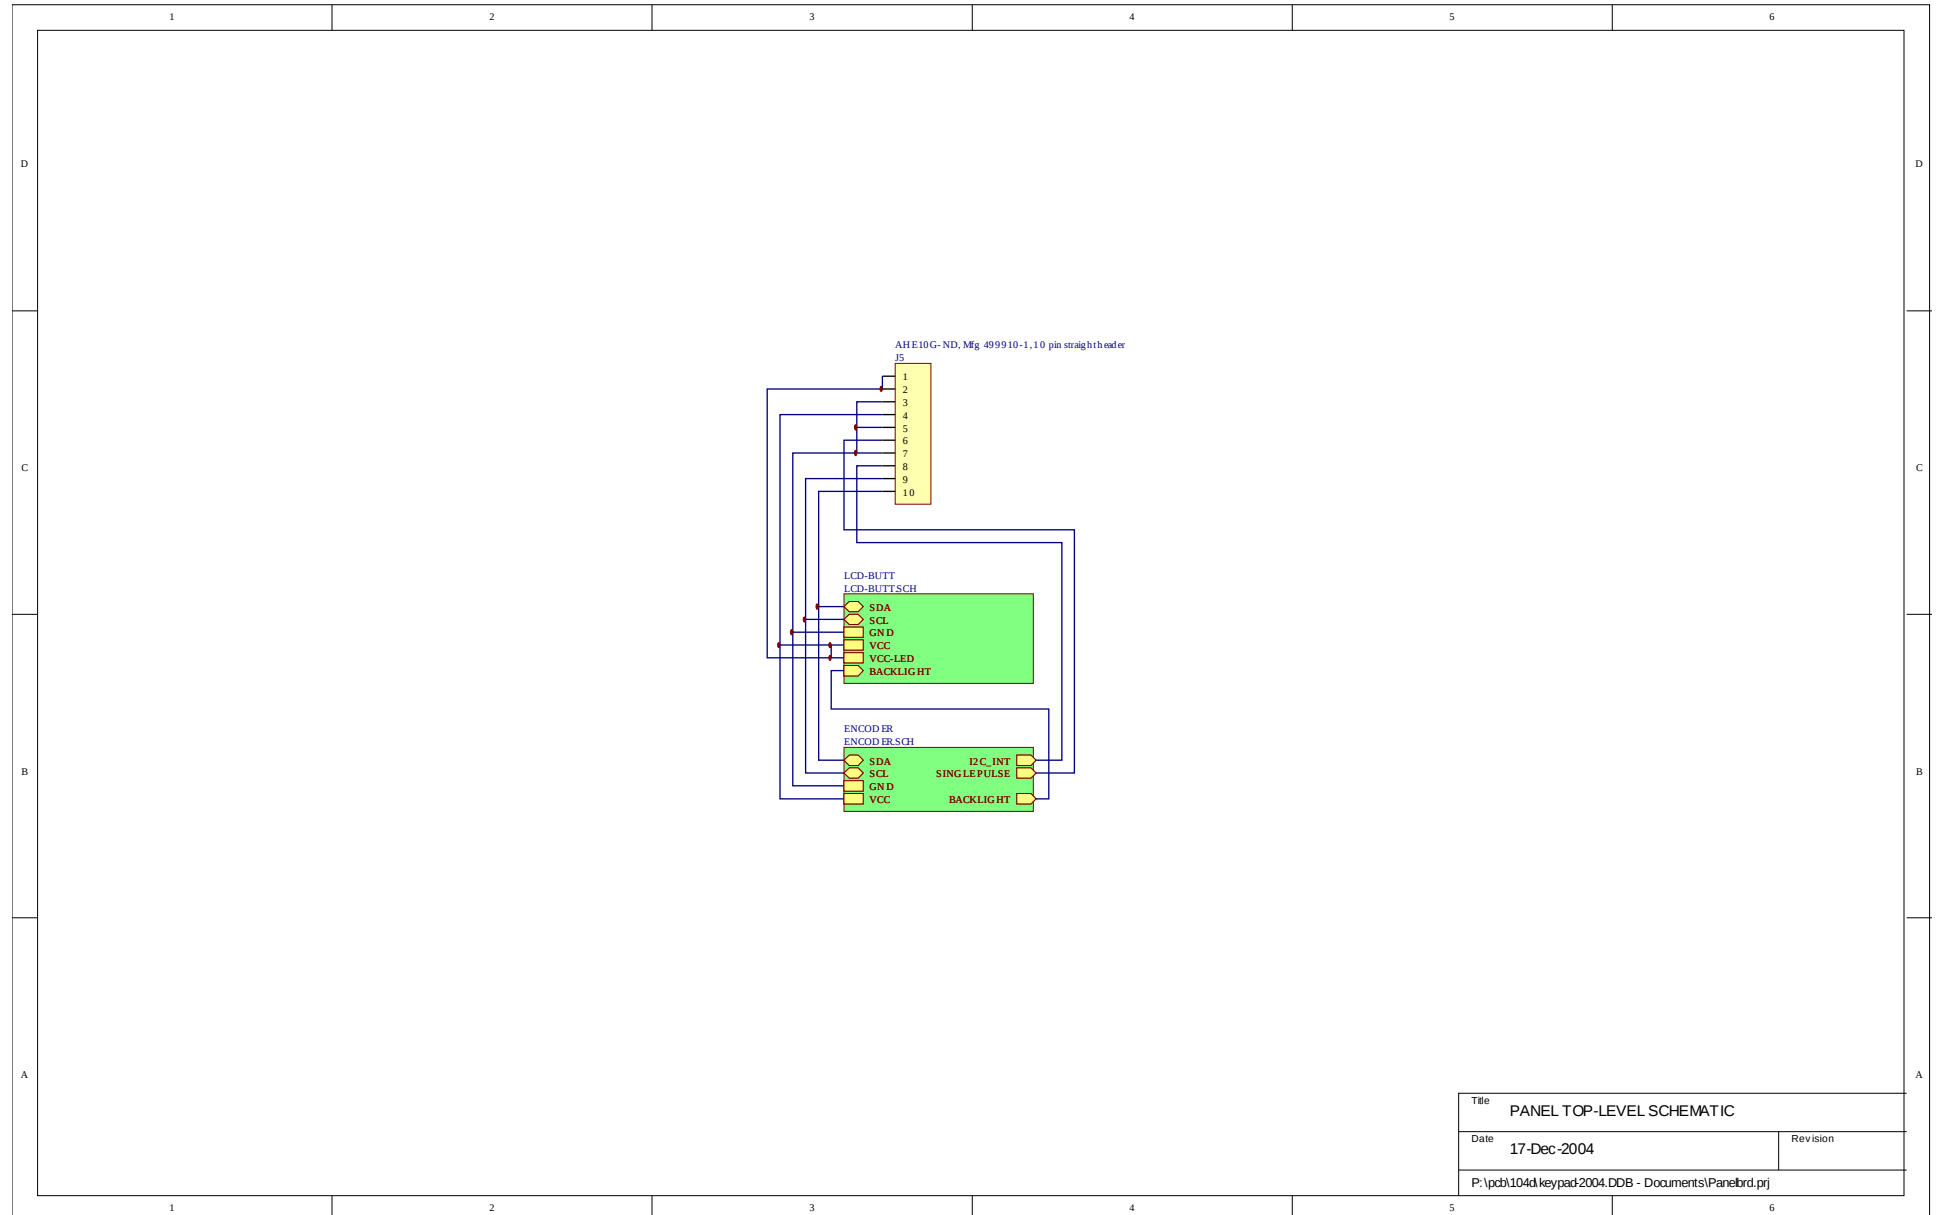 1 2 3 4 5 6
D D
AHE10G-ND, Mfg 499910-1, 10 pin straight header
J5
1
2
3
4
5
6
7
8
9
10
C C
LCD-BUTT
LCD-BUTT.SCH
SDA
SCL
GND
VCC
VCC-LED
BACKLIGHT
ENCODER
ENCODER.SCH
SDA I2C_INT
SCL SINGLEPULSE
GND
VCC BACKLIGHT
B B
A A
Title PANEL TOP-LEVEL SCHEMATIC
Date 17-Dec-2004 Revision
P:\pcb\104d\keypad-2004.DDB - Documents\Panelbrd.prj
1 2 3 4 5 6